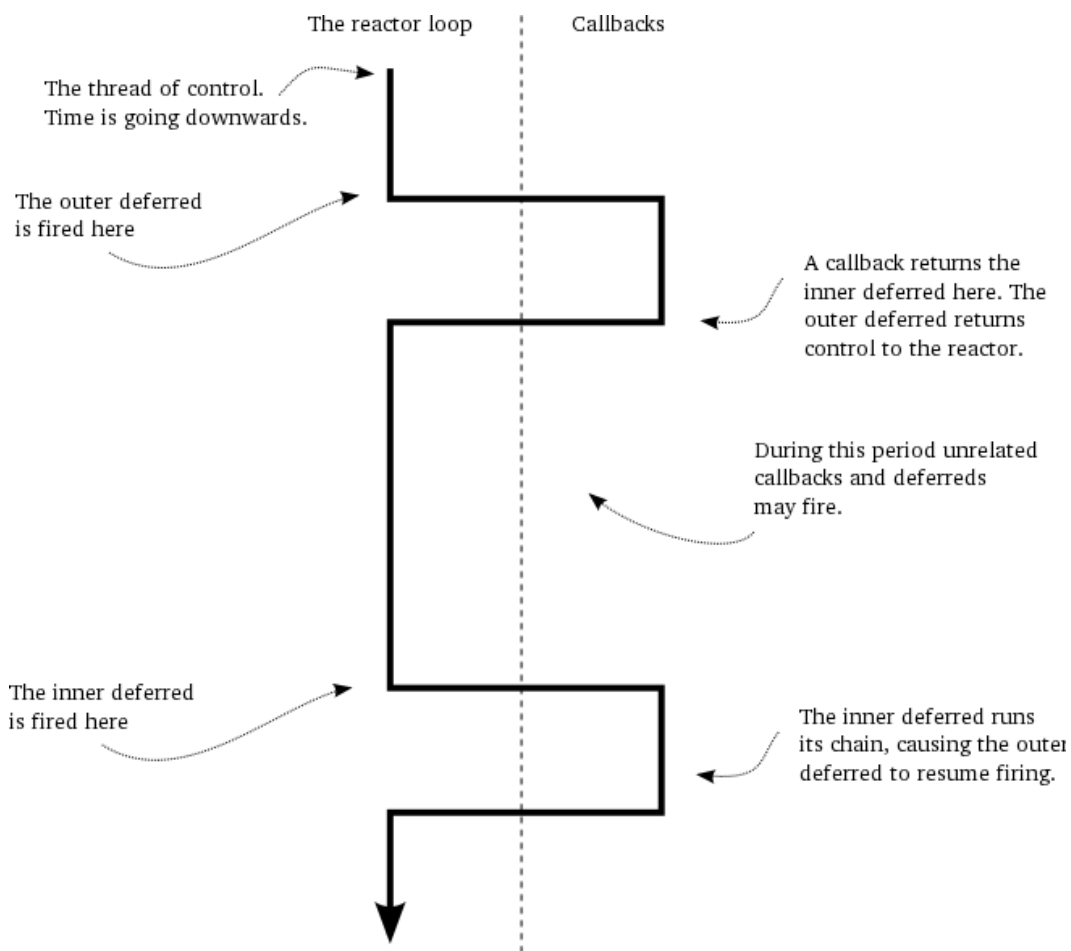 The reactor loop
Callbacks
The thread of control.
Time is going downwards.
The outer deferred
is fired here
A callback returns the
inner deferred here. The
outer deferred returns
control to the reactor.
During this period unrelated
callbacks and deferreds
may fire.
The inner deferred
is fired here
The inner deferred runs
its chain, causing the outer
deferred to resume firing.